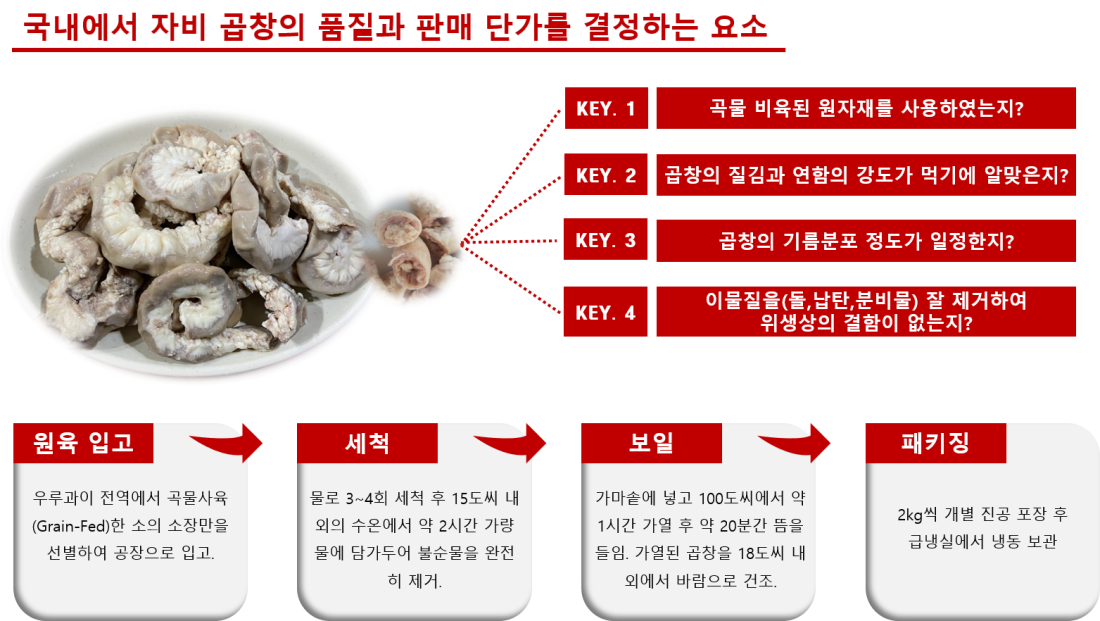 국내에서 자비 곱창의 품질과 판매 단가를 결정하는 요소
KEY. 1
곡물 비육된 원자재를 사용하였는지?
KEY. 2
곱창의 질김과 연함의 강도가 먹기에 알맞은지?
KEY. 3
곱창의 기름분포 정도가 일정한지?
KEY. 4
이물질을(돌,납탄,분비물) 잘 제거하여
위생상의 결함이 없는지?
원육 입고
우루과이 전역에서 곡물사육
(Grain-Fed)한 소의 소장만을
선별하여 공장으로 입고.
세척
물로 3~4회 세척 후 15도씨 내
외의 수온에서 약 2시간 가량
물에 담가두어 불순물을 완전
히 제거.
보일
가마솥에 넣고 100도씨에서 약
1시간 가열 후 약 20분간 뜸을
들임. 가열된 곱창을 18도씨 내
외에서 바람으로 건조.
패키징
2kg씩 개별 진공 포장 후
급냉실에서 냉동 보관